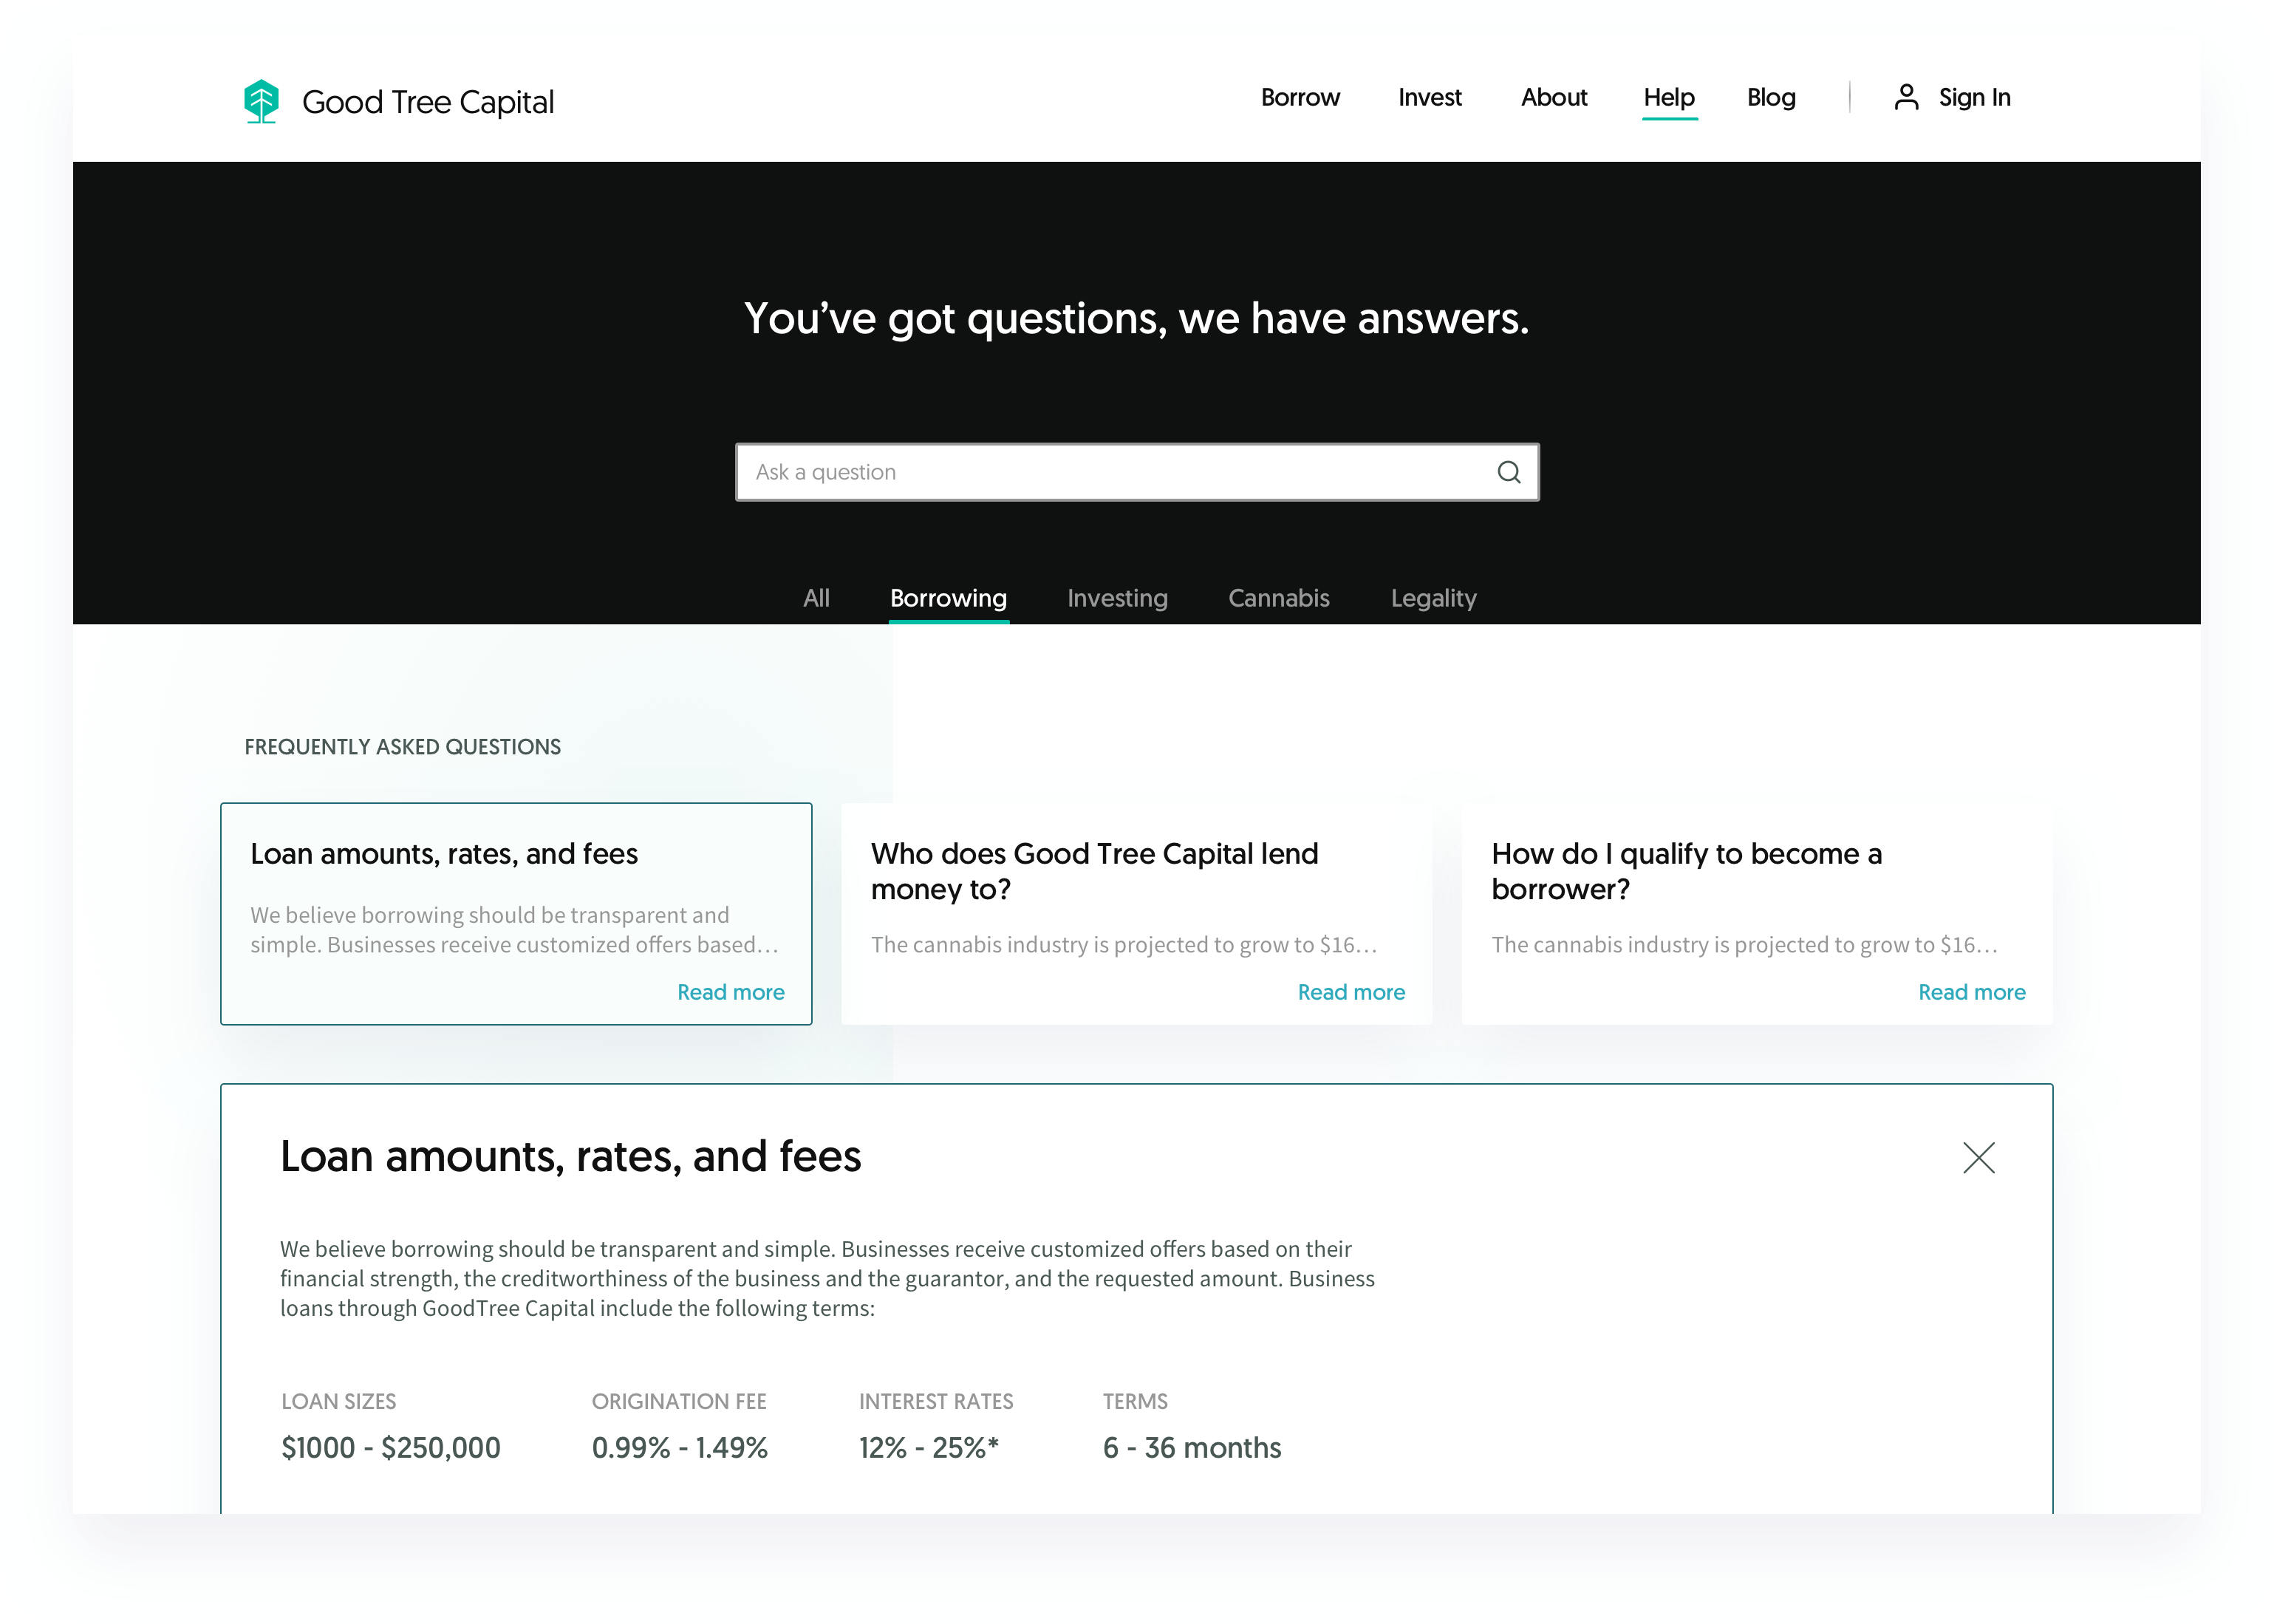 Good Tree Capital
Borrow
Invest
About
Help
Blog
Sign In
You’ve got questions, we have answers.
Ask a question
All
Borrowing
Investing
Cannabis
Legality
FREQUENTLY ASKED QUESTIONS
Loan amounts, rates, and fees
We believe borrowing should be transparent and
simple. Businesses receive customized offers based…
Read more
Who does Good Tree Capital lend
money to?
The cannabis industry is projected to grow to $16…
Read more
How do I qualify to become a
borrower?
The cannabis industry is projected to grow to $16…
Read more
Loan amounts, rates, and fees
We believe borrowing should be transparent and simple. Businesses receive customized offers based on their
financial strength, the creditworthiness of the business and the guarantor, and the requested amount. Business
loans through GoodTree Capital include the following terms:
LOAN SIZES
$1000 - $250,000
ORIGINATION FEE
0.99% - 1.49%
INTEREST RATES
12% - 25%*
TERMS
6 - 36 months